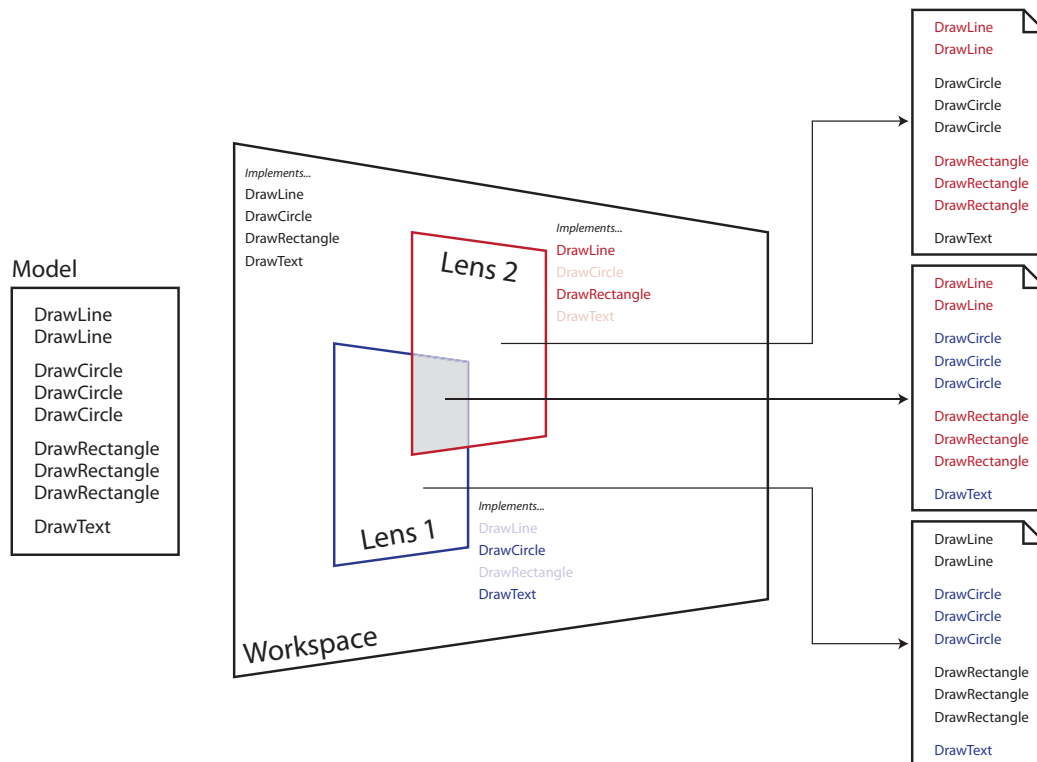 Model
DrawLine
DrawLine
DrawCircle
DrawCircle
DrawCircle
DrawRectangle
DrawRectangle
DrawRectangle
DrawText
Implements...
DrawLine
DrawCircle
DrawRectangle
DrawText
Workspace
Lens 2
Implements...
DrawLine
DrawCircle
DrawRectangle
DrawText
Lens 1
Implements...
DrawLine
DrawCircle
DrawRectangle
DrawText
DrawLine
DrawLine
DrawCircle
DrawCircle
DrawCircle
DrawRectangle
DrawRectangle
DrawRectangle
DrawText
DrawLine
DrawLine
DrawCircle
DrawCircle
DrawCircle
DrawRectangle
DrawRectangle
DrawRectangle
DrawText
DrawLine
DrawLine
DrawCircle
DrawCircle
DrawCircle
DrawRectangle
DrawRectangle
DrawRectangle
DrawText